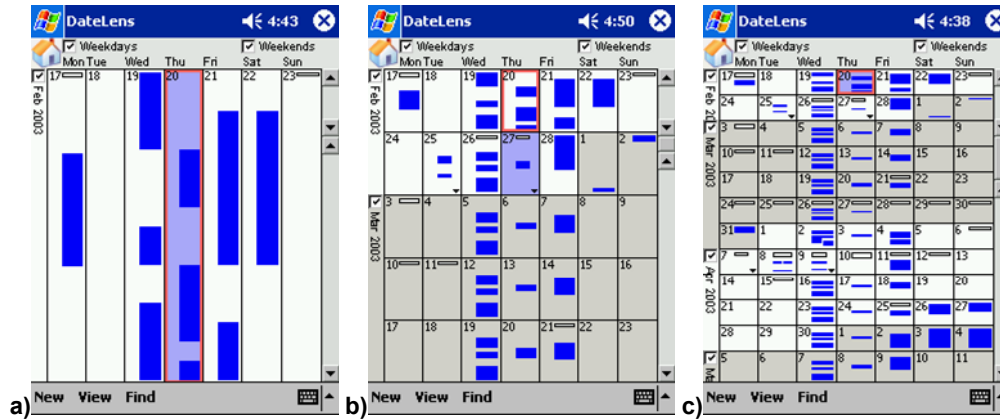 DateLens 4:43
Weekdays Weekends
Mon Tue Wed Thu Fri Sat Sun
17 18 19 20 21 22 23
Feb 2003
New View Find
a)
DateLens 4:50
Weekdays Weekends
Mon Tue Wed Thu Fri Sat Sun
17 18 19 20 21 22 23
Feb 2003
24 25 26 27 28 1 2
3 4 5 6 7 8 9
Mar 2003
10 11 12 13 14 15 16
17 18 19 20 21 22 23
New View Find
b)
DateLens 4:38
Weekdays Weekends
Mon Tue Wed Thu Fri Sat Sun
17 18 19 20 21 22 23
Feb 20
24 25 26 27 28 1 2
3 4 5 6 7 8 9
Mar 2003
10 11 12 13 14 15 16
17 18 19 20 21 22 23
24 25 26 27 28 29 30
31 1 2 3 4 5 6
7 8 9 10 11 12 13
Apr 2003
14 15 16 17 18 19 20
21 22 23 24 25 26 27
28 29 30 1 2 3 4
5 6 7 8 9 10 11
New View Find
c)